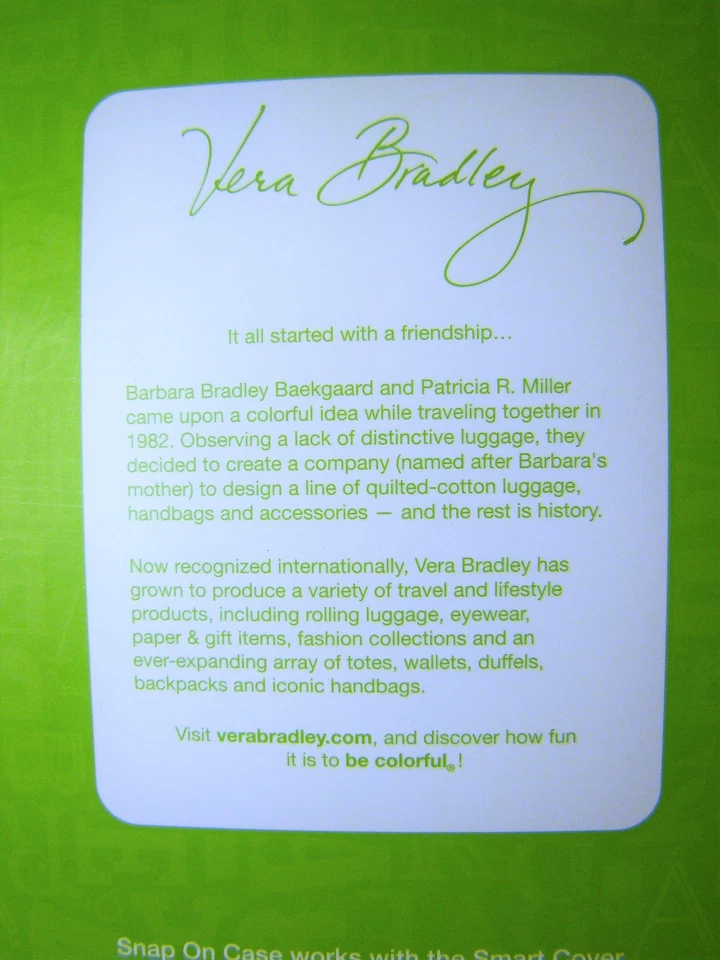 Vera Bradley
It all started with a friendship...
Barbara Bradley Baekgaard and Patricia R. Miller
came upon a colorful idea while traveling together in
1982. Observing a lack of distinctive luggage, they
decided to create a company (named after Barbara's
mother) to design a line of quilted-cotton luggage,
handbags and accessories — and the rest is history.
Now recognized internationally, Vera Bradley has
grown to produce a variety of travel and lifestyle
products, including rolling luggage, eyewear,
paper & gift items, fashion collections and an
ever-expanding array of totes, wallets, duffels,
backpacks and iconic handbags.
Visit verabradley.com, and discover how fun
it is to be colorful®!
Snap On Case works with the Smart Cover